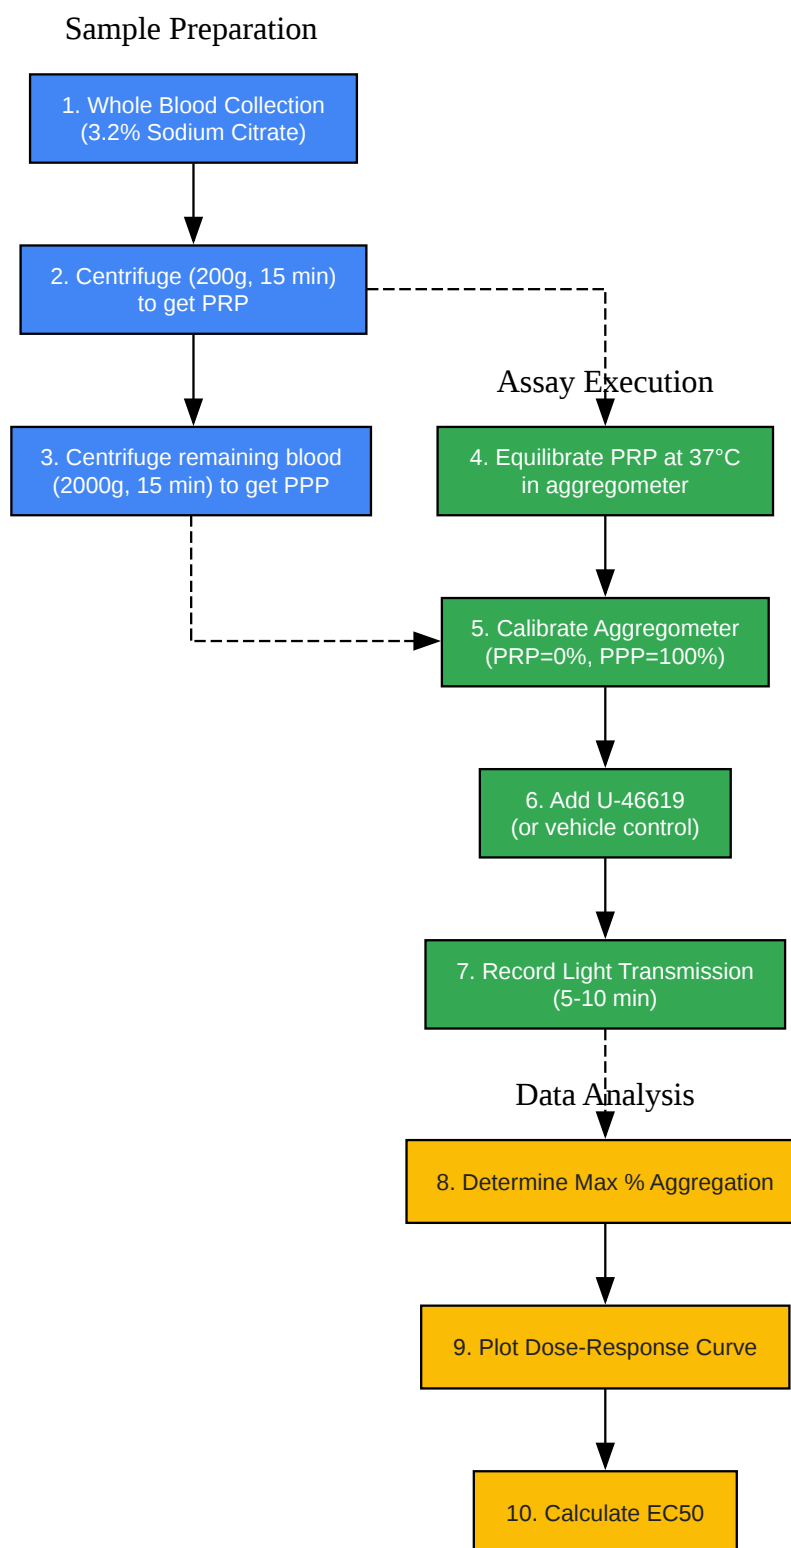 Sample Preparation
1. Whole Blood Collection
(3.2% Sodium Citrate)
2. Centrifuge (200g, 15 min)
to get PRP
3. Centrifuge remaining blood
(2000g, 15 min) to get PPP
Assay Execution
4. Equilibrate PRP at 37°C
in aggregometer
5. Calibrate Aggregometer
(PRP=0%, PPP=100%)
6. Add U-46619
(or vehicle control)
7. Record Light Transmission
(5-10 min)
Data Analysis
8. Determine Max % Aggregation
9. Plot Dose-Response Curve
10. Calculate EC50